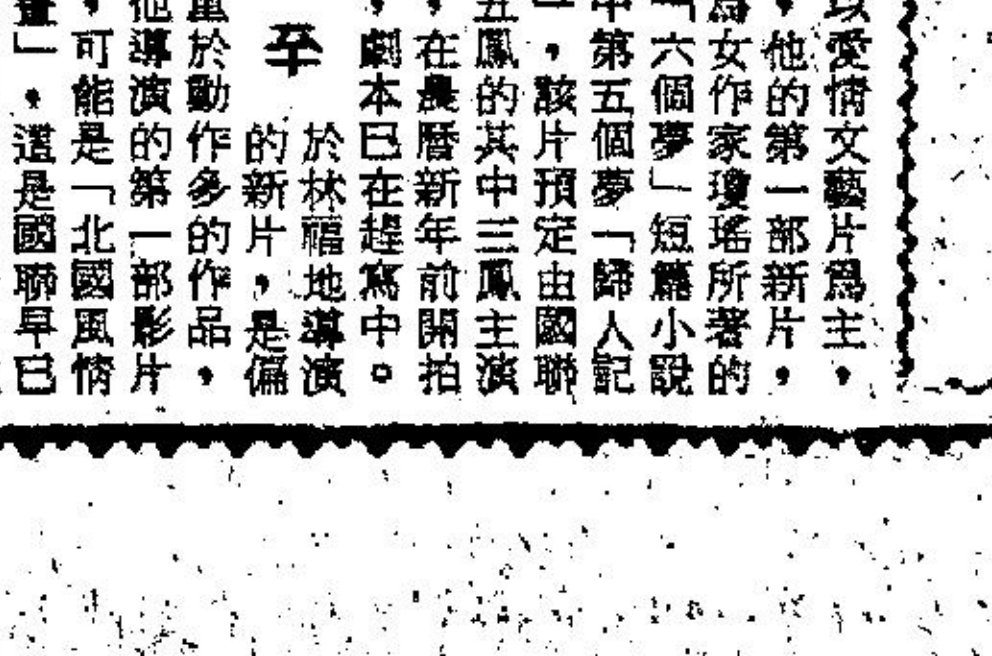 以愛情文藝片爲主，
，他的第一部新片，
爲女作家瓊瑤所著的
「六個夢」短篇小說
中第五個夢「歸人記
」，該片預定由國聯
五鳳的其中三鳳主演
，在農曆新年前開拍
，劇本已在趕寫中。
於林福地導演
的新片，是偏
重於動作多的作品，
他導演的第一部影片
，可能是「北國風情
畫」，這是國聯早已